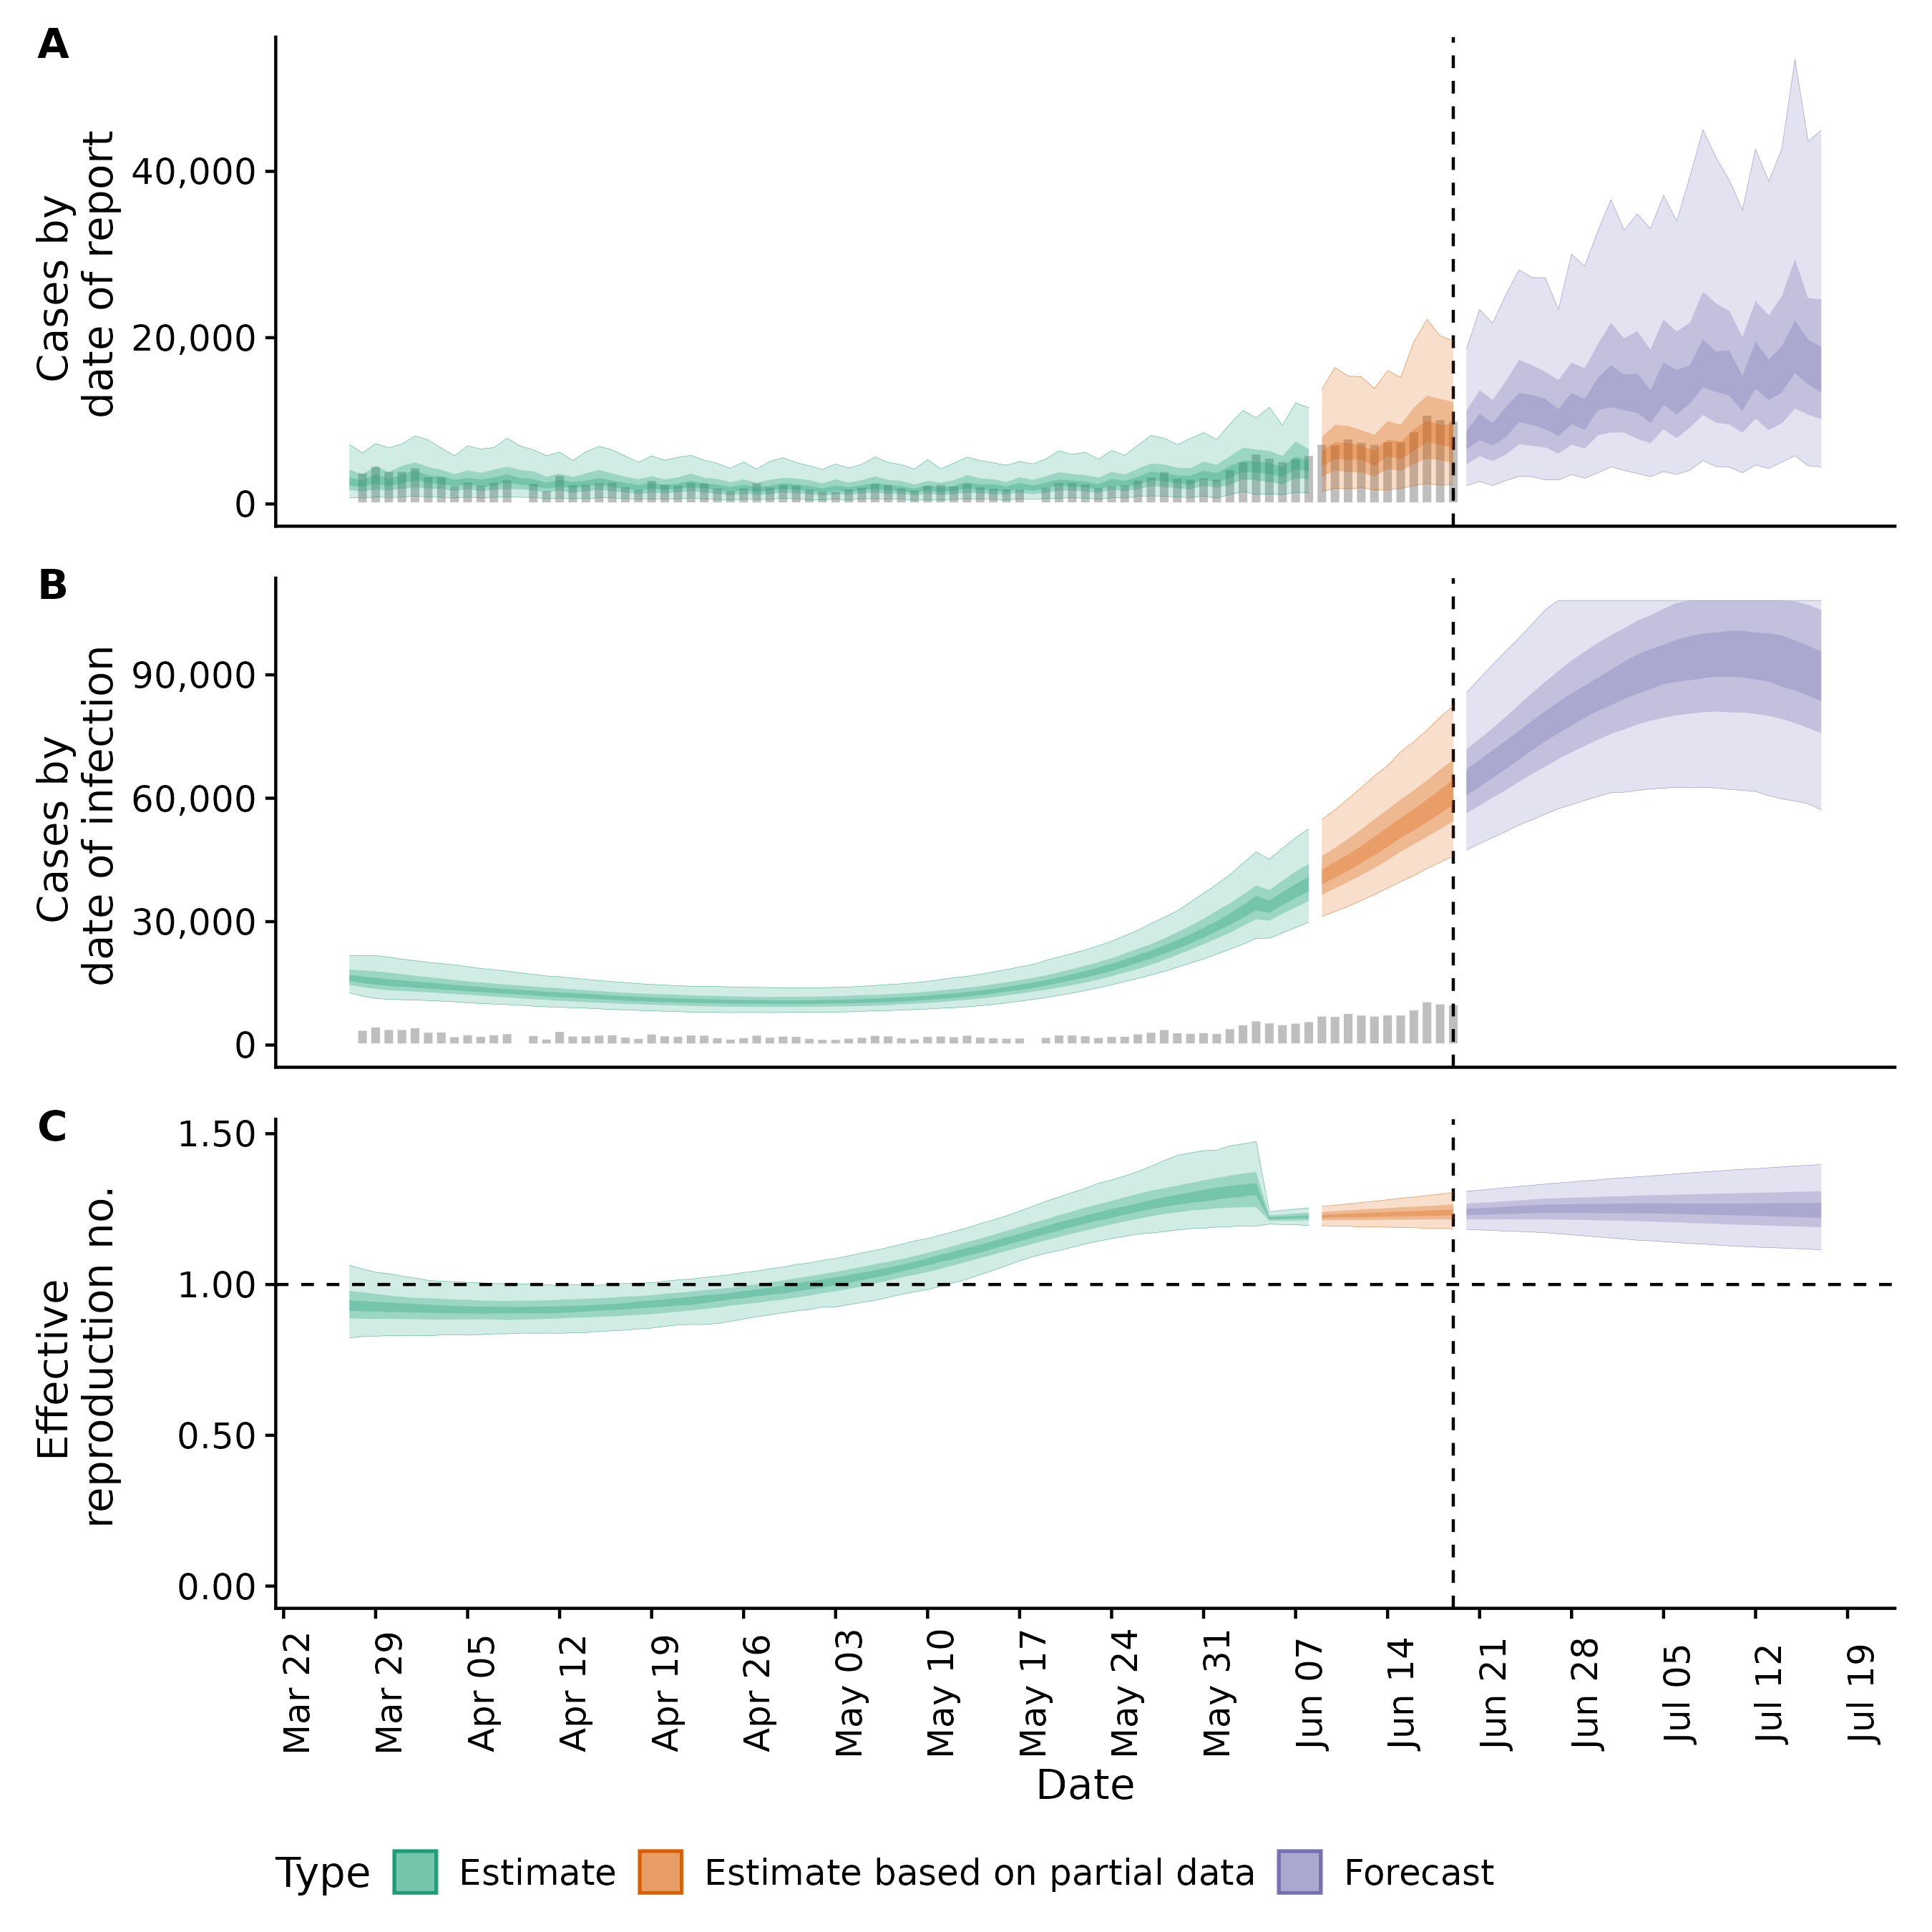 A
Cases by
date of report
40,000
20,000
0
B
Cases by
date of infection
90,000
60,000
30,000
0
C
Effective
reproduction no.
1.50
1.00
0.50
0.00
Mar 22
Mar 29
Apr 05
Apr 12
Apr 19
Apr 26
May 03
May 10
May 17
May 24
May 31
Jun 07
Jun 14
Jun 21
Jun 28
Jul 05
Jul 12
Jul 19
Date
Type Estimate Estimate based on partial data Forecast